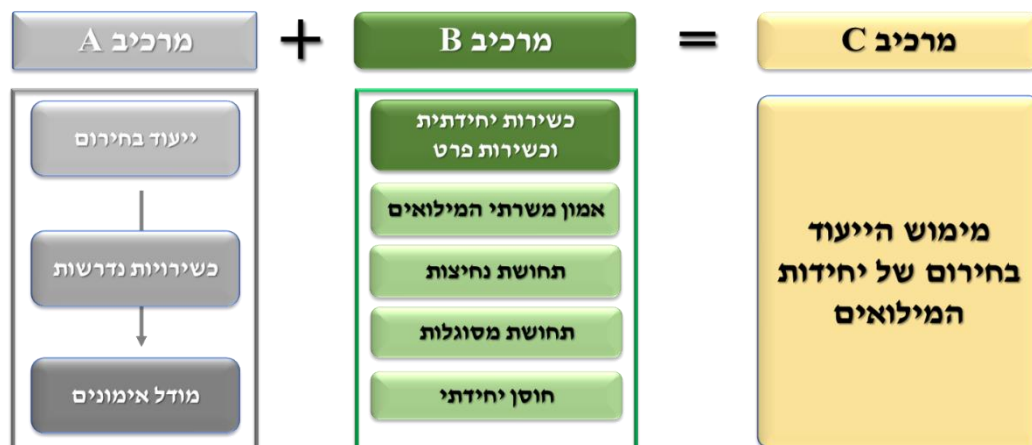 מרכיב A
+
מרכיב B
=
מרכיב C
ייעוד בחירום
כשירויות נדרשות
מודל אימונים
כשירות יחידתית
וכשירות פרט
אמון משרתי המילואים
תחושת נחיצות
תחושת מסוגלות
חוסן יחידתי
מימוש הייעוד
בחירום של יחידות
המילואים